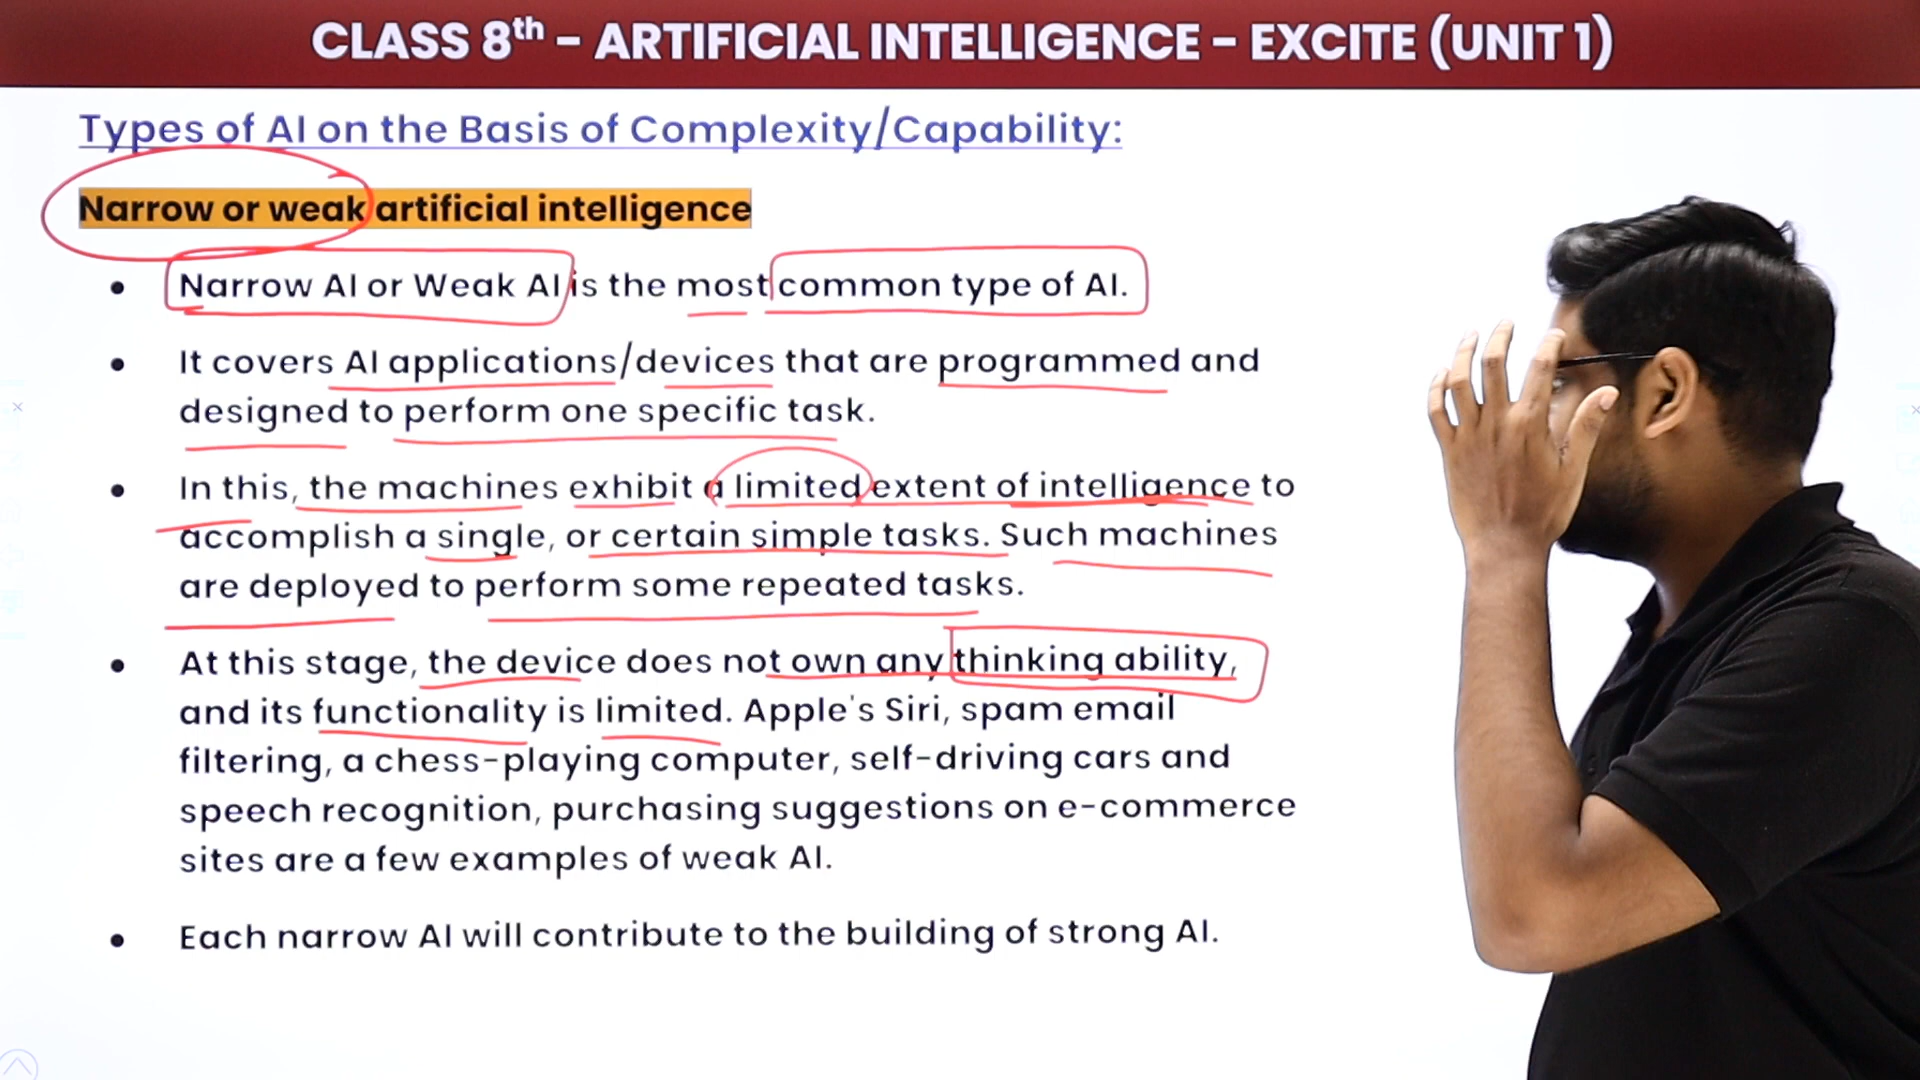 CLASS 8th - ARTIFICIAL INTELLIGENCE - EXCITE (UNIT 1)
Types of AI on the Basis of Complexity/Capability:
Narrow or weak artificial intelligence
• Narrow AI or Weak AI is the most common type of AI.
• It covers AI applications/devices that are programmed and
designed to perform one specific task.
• In this, the machines exhibit a limited extent of intelligence to
accomplish a single, or certain simple tasks. Such machines
are deployed to perform some repeated tasks.
• At this stage, the device does not own any thinking ability,
and its functionality is limited. Apple's Siri, spam email
filtering, a chess-playing computer, self-driving cars and
speech recognition, purchasing suggestions on e-commerce
sites are a few examples of weak AI.
• Each narrow AI will contribute to the building of strong AI.